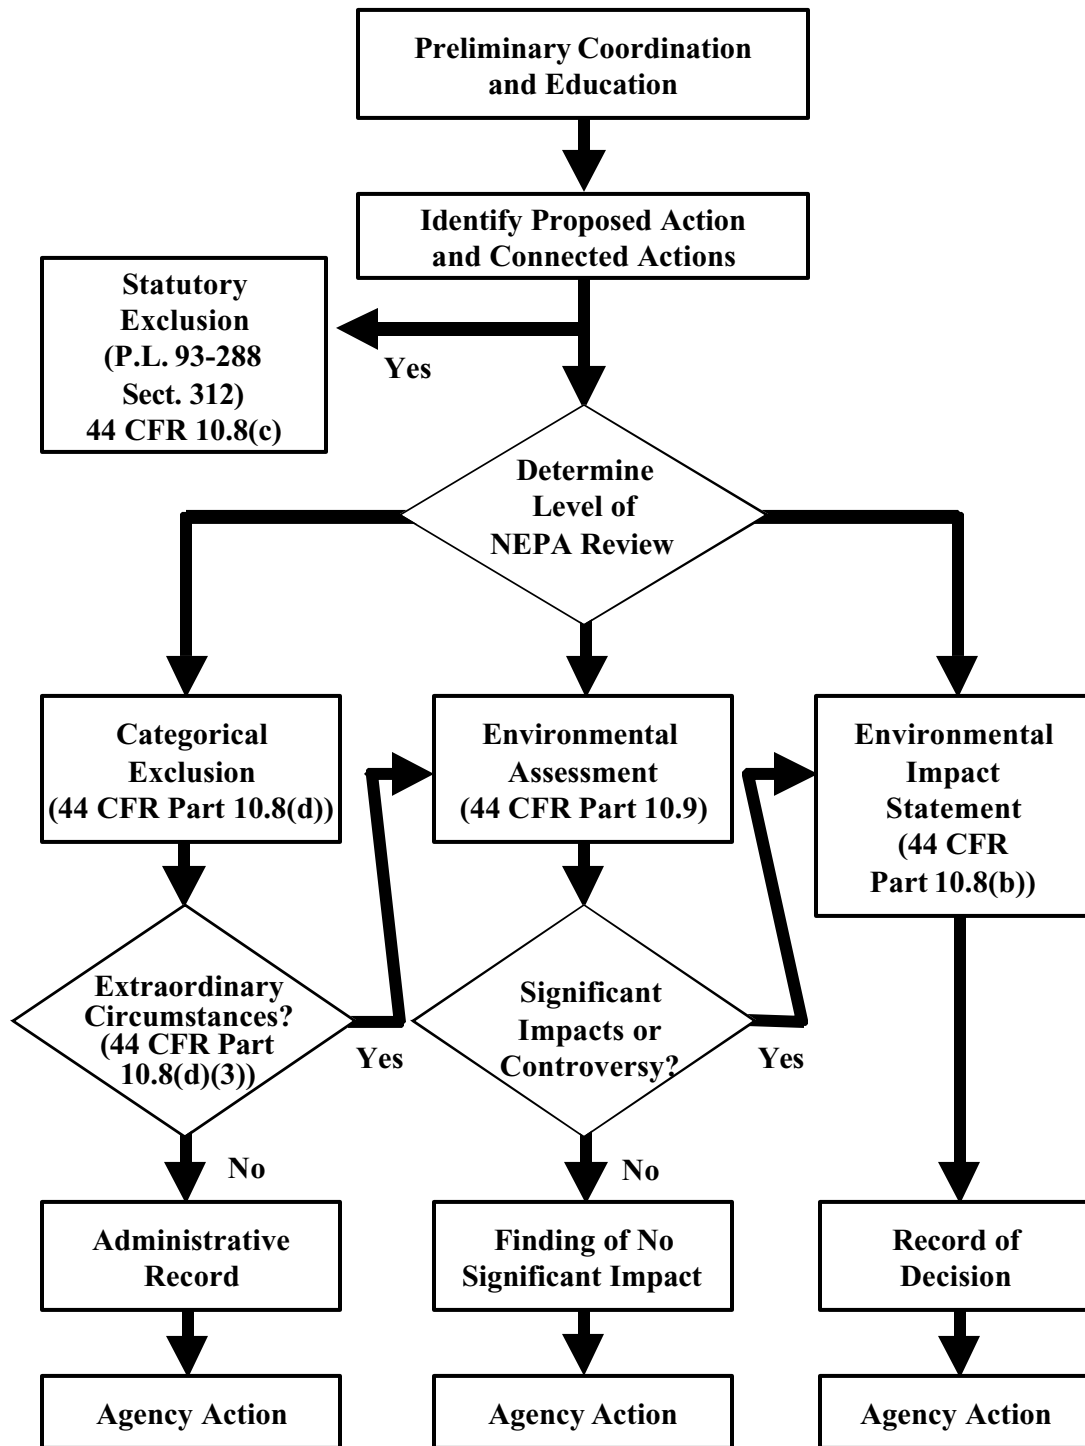 Preliminary Coordination
and Education
Identify Proposed Action
and Connected Actions
Statutory
Exclusion
(P.L. 93-288
Sect. 312)
44 CFR 10.8(c)
Yes
Determine
Level of
NEPA Review
Categorical
Exclusion
(44 CFR Part 10.8(d))
Environmental
Assessment
(44 CFR Part 10.9)
Environmental
Impact
Statement
(44 CFR
Part 10.8(b))
Extraordinary
Circumstances?
(44 CFR Part
10.8(d)(3))
Yes
Significant
Impacts or
Controversy?
Yes
No
No
Administrative
Record
Finding of No
Significant Impact
Record of
Decision
Agency Action
Agency Action
Agency Action